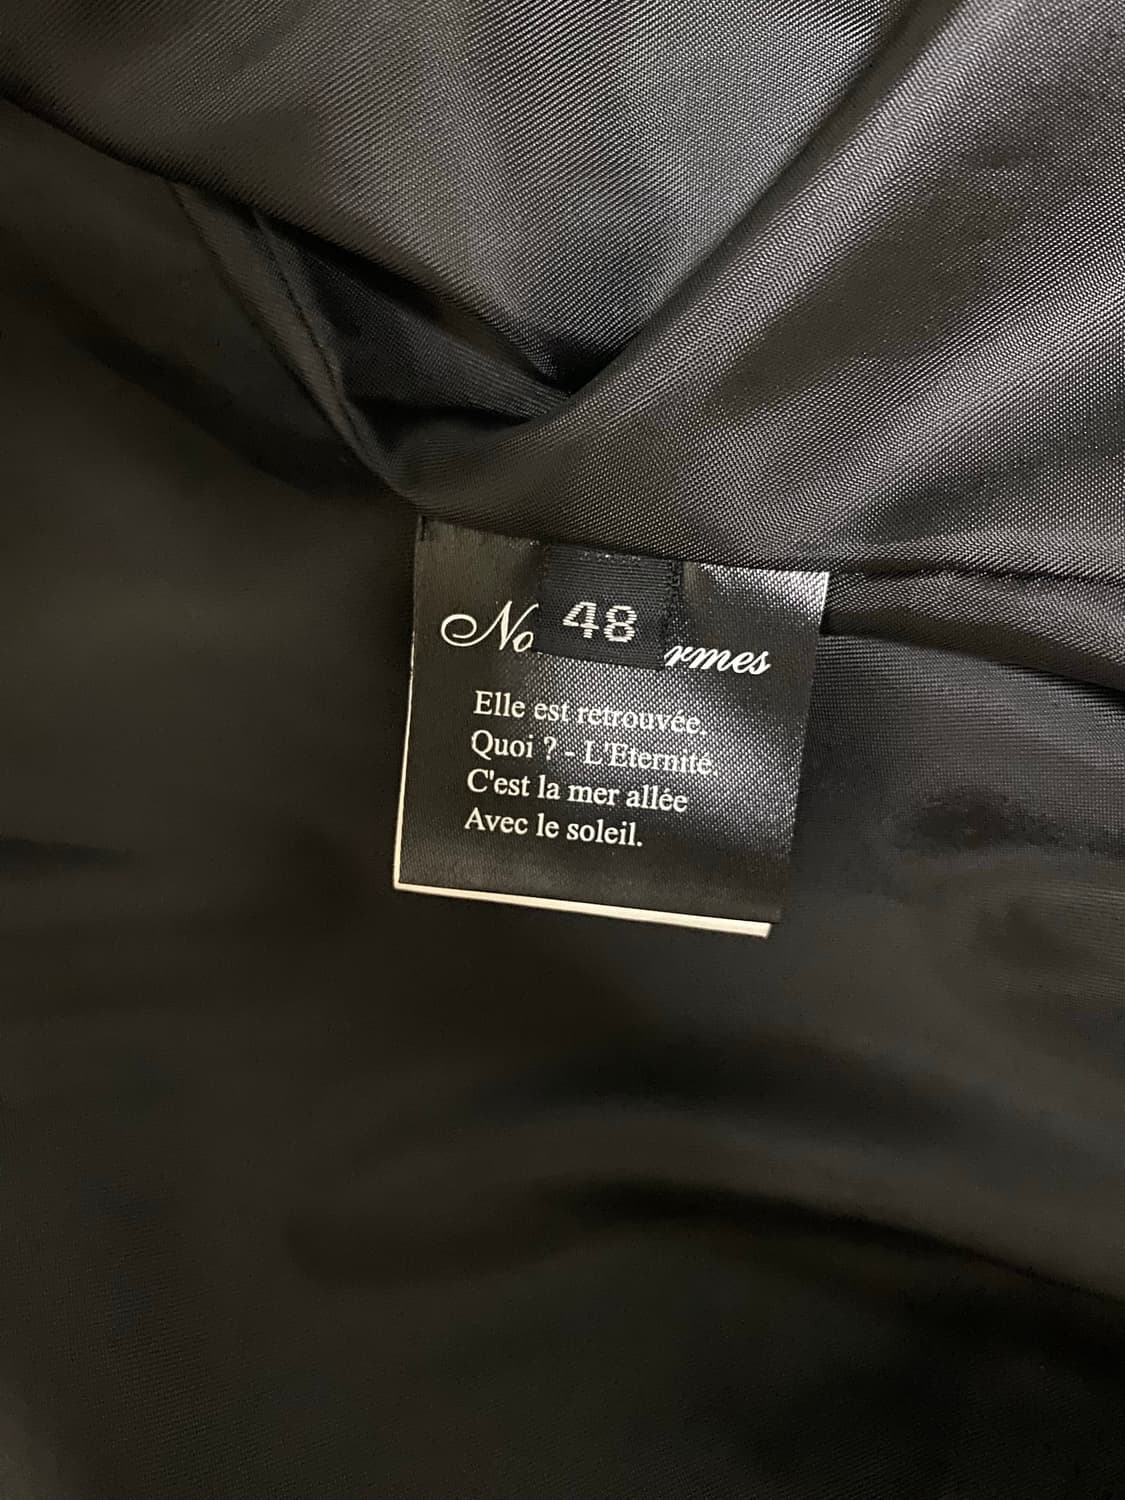 48
Elle est retrouvée.
Quoi ? - L'Eternité.
C'est la mer allée
Avec le soleil.